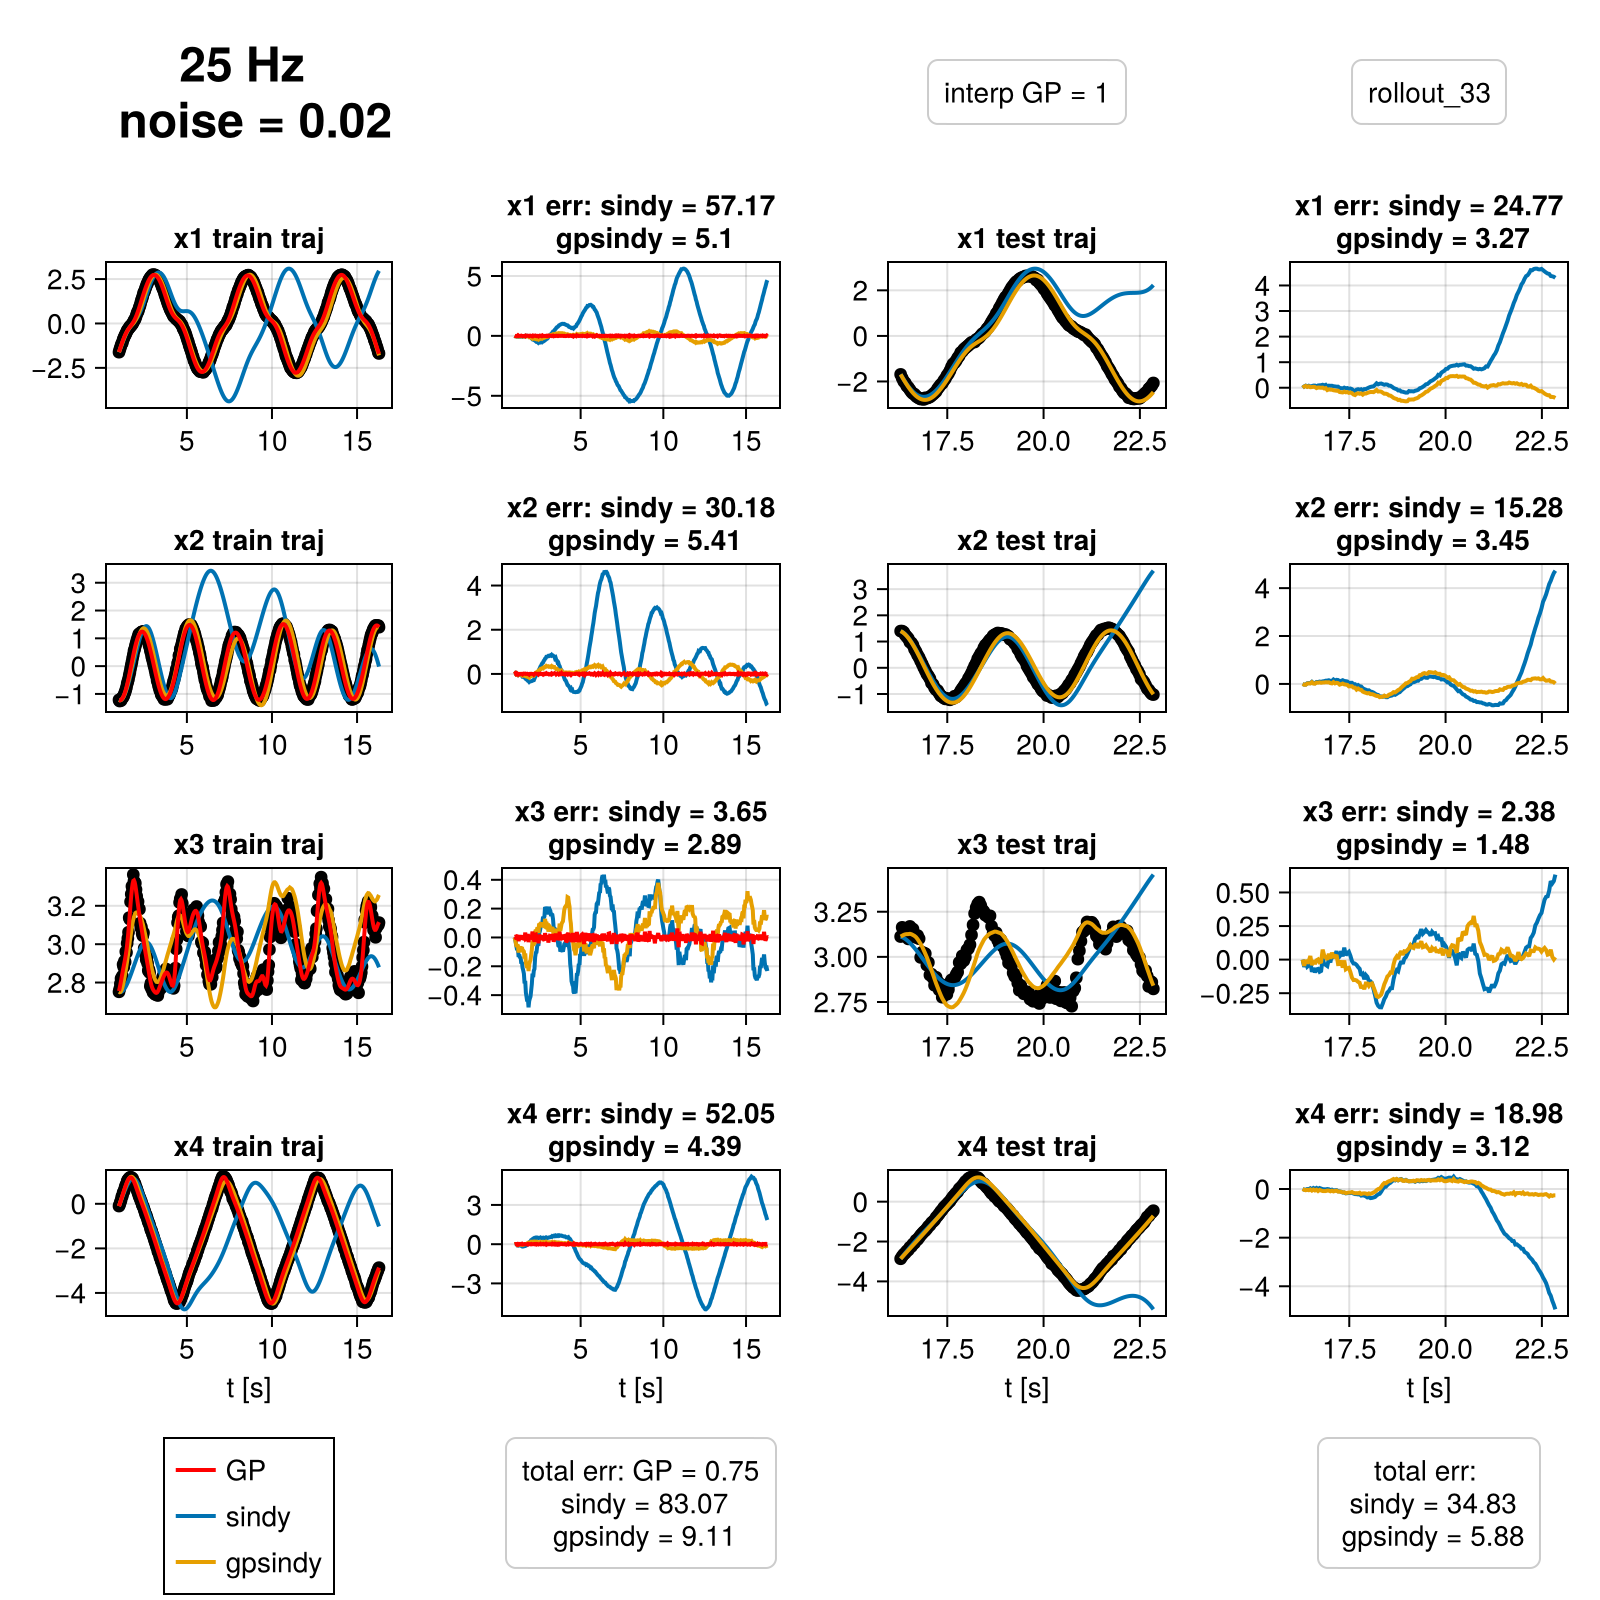 25 Hz
noise = 0.02
interp GP = 1
rollout_33
x1 train traj
x1 err: sindy = 57.17
gpsindy = 5.1
x1 test traj
x1 err: sindy = 24.77
gpsindy = 3.27
2.5
0.0
−2.5
5
10
15
5
0
−5
5
10
15
2
0
−2
17.5
20.0
22.5
4
3
2
1
0
17.5
20.0
22.5
x2 train traj
x2 err: sindy = 30.18
gpsindy = 5.41
x2 test traj
x2 err: sindy = 15.28
gpsindy = 3.45
3
2
1
0
−1
5
10
15
4
2
0
5
10
15
3
2
1
0
−1
17.5
20.0
22.5
4
2
0
17.5
20.0
22.5
x3 train traj
x3 err: sindy = 3.65
gpsindy = 2.89
x3 test traj
x3 err: sindy = 2.38
gpsindy = 1.48
3.2
3.0
2.8
5
10
15
0.4
0.2
0.0
−0.2
−0.4
5
10
15
3.25
3.00
2.75
17.5
20.0
22.5
0.50
0.25
0.00
−0.25
17.5
20.0
22.5
x4 train traj
x4 err: sindy = 52.05
gpsindy = 4.39
x4 test traj
x4 err: sindy = 18.98
gpsindy = 3.12
0
−2
−4
5
10
15
t [s]
3
0
−3
5
10
15
t [s]
0
−2
−4
17.5
20.0
22.5
t [s]
0
−2
−4
17.5
20.0
22.5
t [s]
GP
sindy
gpsindy
total err: GP = 0.75
sindy = 83.07
gpsindy = 9.11
total err:
sindy = 34.83
gpsindy = 5.88